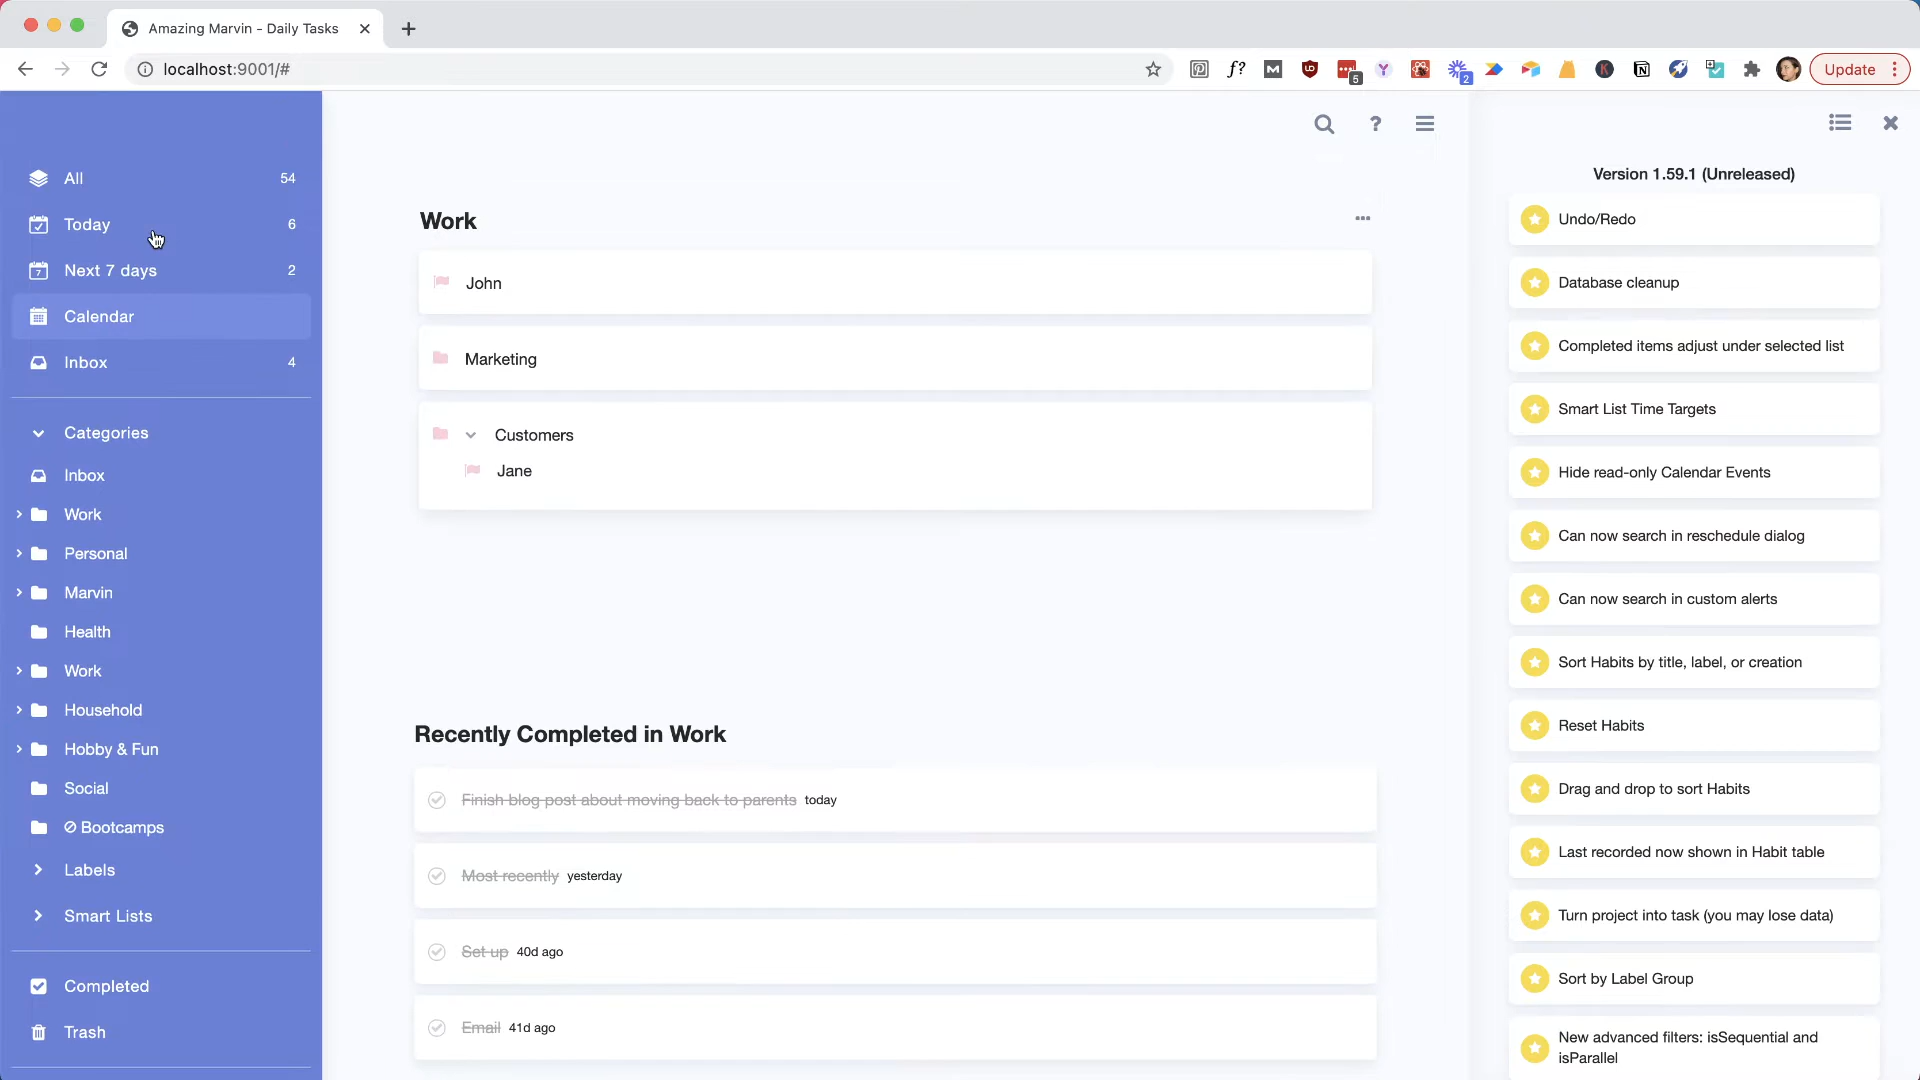 Amazing Marvin - Daily Tasks
localhost:9001/#
5
2
Update
All 54
Today 6
7
Next 7 days 2
Calendar
Inbox 4
Categories
Inbox
Work
Personal
Marvin
Health
Work
Household
Hobby & Fun
Social
Bootcamps
Labels
Smart Lists
Completed
Trash
?
Work
John
Marketing
Customers
Jane
Recently Completed in Work
Finish blog post about moving back to parents today
Most recently yesterday
Set up 40d ago
Email 41d ago
Version 1.59.1 (Unreleased)
Undo/Redo
Database cleanup
Completed items adjust under selected list
Smart List Time Targets
Hide read-only Calendar Events
Can now search in reschedule dialog
Can now search in custom alerts
Sort Habits by title, label, or creation
Reset Habits
Drag and drop to sort Habits
Last recorded now shown in Habit table
Turn project into task (you may lose data)
Sort by Label Group
New advanced filters: isSequential and
isParallel